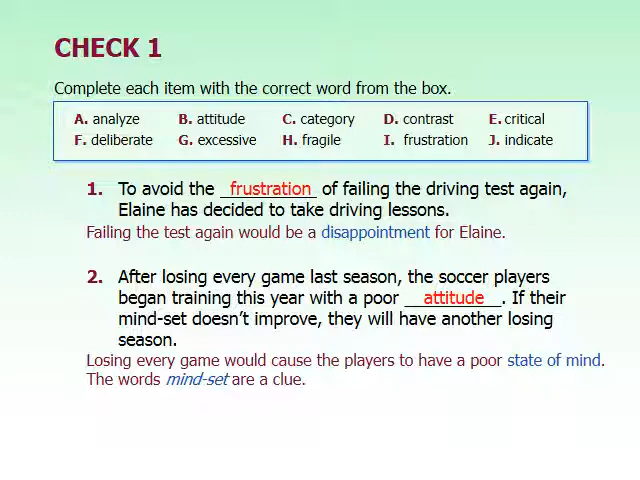 CHECK 1
Complete each item with the correct word from the box.
A. analyze B. attitude C. category D. contrast E. critical
F. deliberate G. excessive H. fragile I. frustration J. indicate
1. To avoid the __frustration__ of failing the driving test again,
Elaine has decided to take driving lessons.
Failing the test again would be a disappointment for Elaine.
2. After losing every game last season, the soccer players
began training this year with a poor __attitude__. If their
mind-set doesn’t improve, they will have another losing
season.
Losing every game would cause the players to have a poor state of mind.
The words mind-set are a clue.